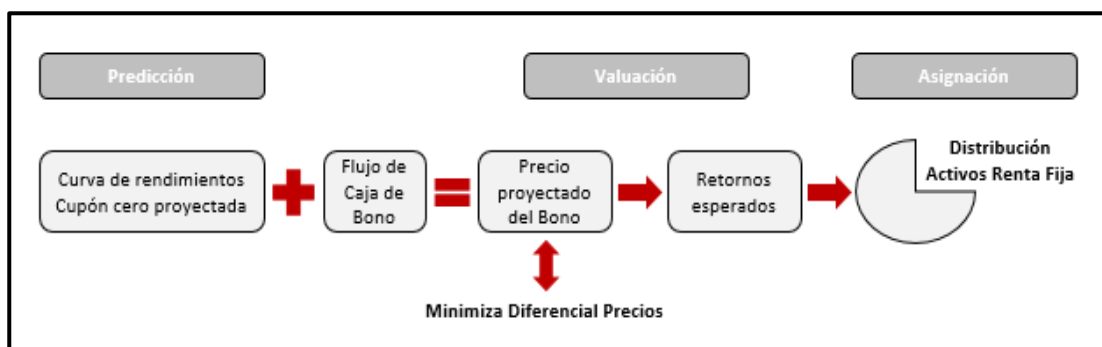 Predicción
Valuación
Asignación
Curva de rendimientos
Cupón cero proyectada
Flujo de
Caja de
Bono
Precio
proyectado
del Bono
Retornos
esperados
Distribución
Activos Renta Fija
Minimiza Diferencial Precios